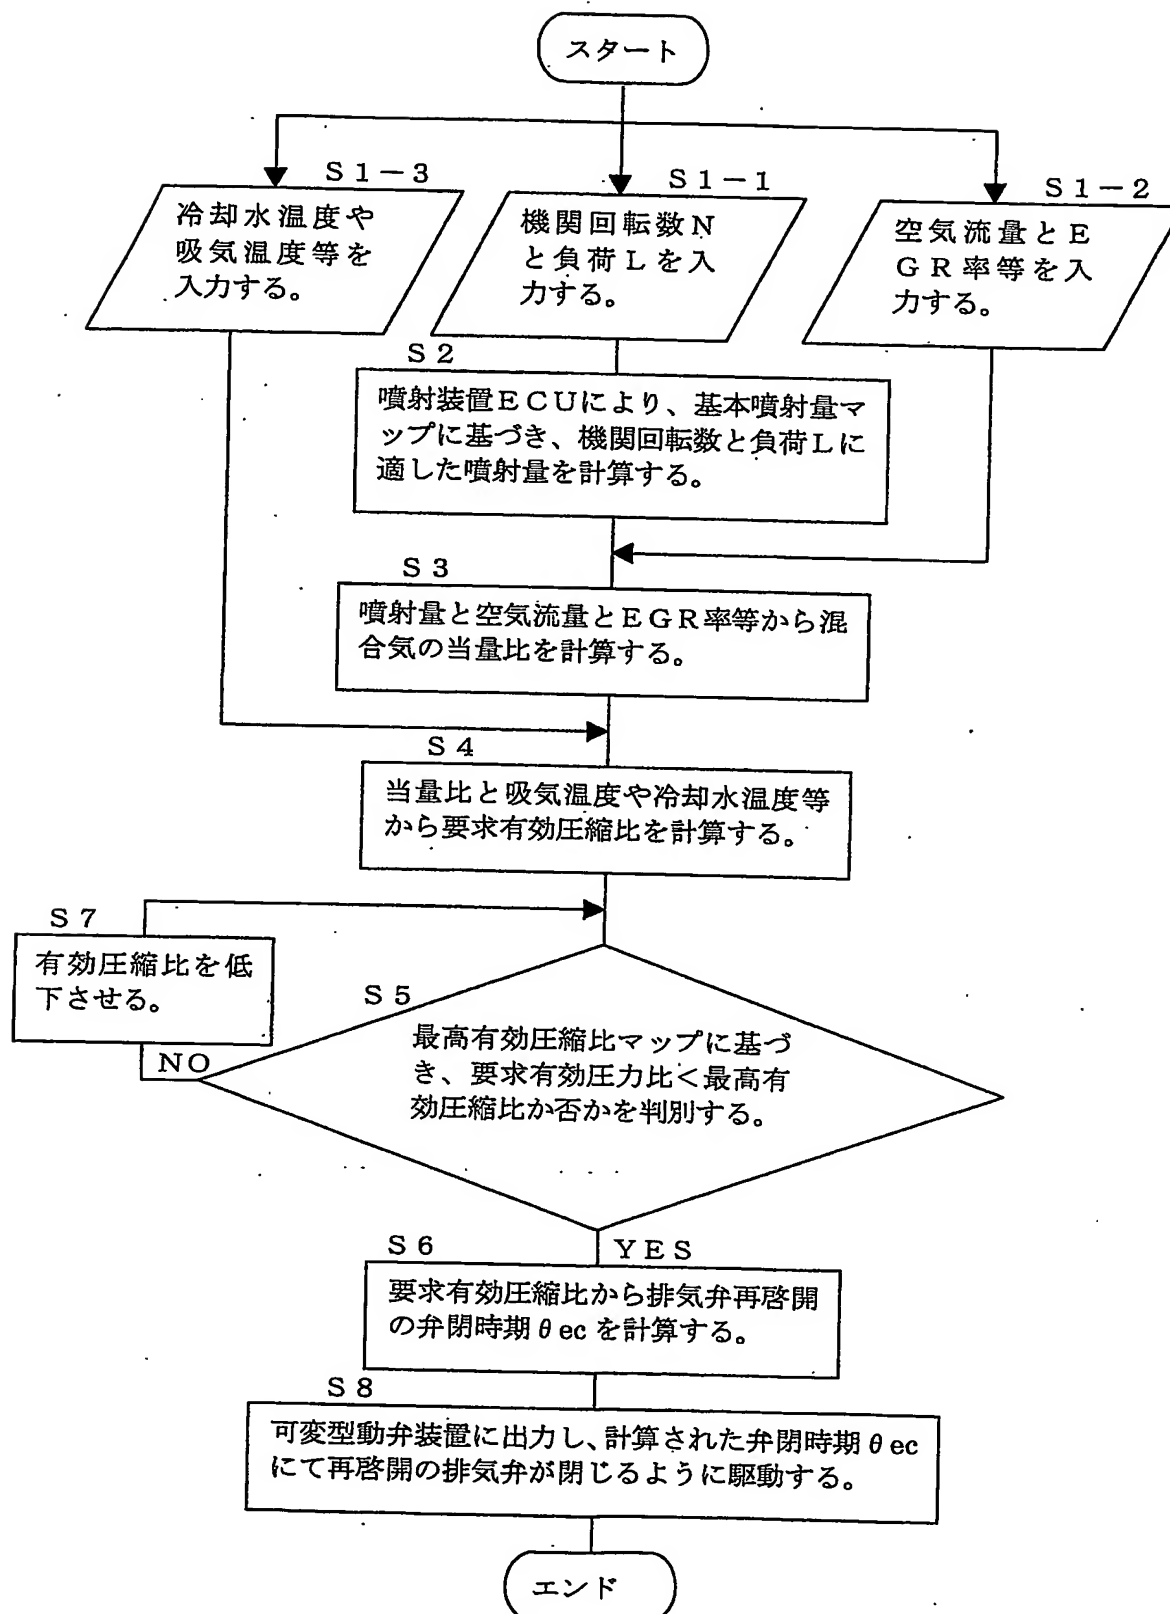 スタート
S1-3
冷却水温度や
吸気温度等を
入力する。
S1-1
機関回転数N
と負荷Lを入
力する。
S1-2
空気流量とE
GR率等を入
力する。
S2
噴射装置ECUにより、基本噴射量マ
ップに基づき、機関回転数と負荷Lに
適した噴射量を計算する。
S3
噴射量と空気流量とEGR率等から混
合気の当量比を計算する。
S4
当量比と吸気温度や冷却水温度等
から要求有効圧縮比を計算する。
S7
有効圧縮比を低
下させる。
S5
最高有効圧縮比マップに基づ
き、要求有効圧力比<最高有
効圧縮比か否かを判別する。
NO
YES
S6
要求有効圧縮比から排気弁再啓開
の弁閉時期θecを計算する。
S8
可変型動弁装置に出力し、計算された弁閉時期θec
にて再啓開の排気弁が閉じるように駆動する。
エンド